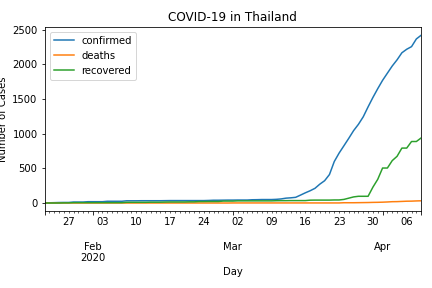 COVID-19 in Thailand
2500
2000
1500
1000
500
0
Number of Cases
confirmed
deaths
recovered
27 03 10 17 24 02 09 16 23 30 06
Feb Mar Apr
2020
Day